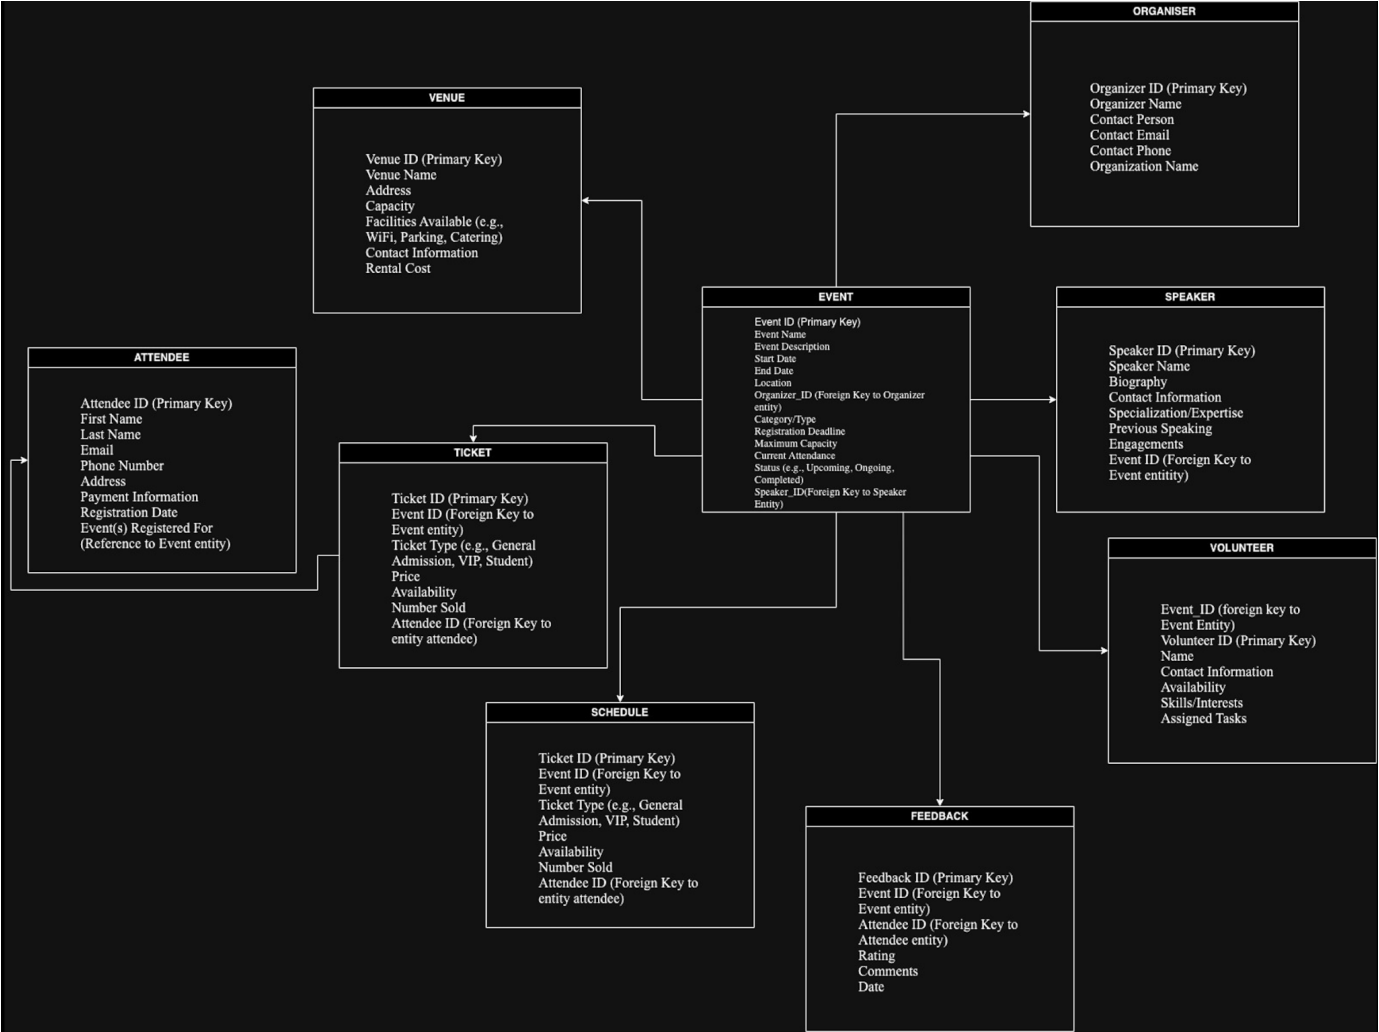 ORGANISER
Organizer ID (Primary Key)
Organizer Name
Contact Person
Contact Email
Contact Phone
Organization Name
VENUE
Venue ID (Primary Key)
Venue Name
Address
Capacity
Facilities Available (e.g.,
WiFi, Parking, Catering)
Contact Information
Rental Cost
EVENT
Event ID (Primary Key)
Event Name
Event Description
Start Date
End Date
Location
Organizer_ID (Foreign Key to Organizer
entity)
Category/Type
Registration Deadline
Maximum Capacity
Current Attendance
Status (e.g., Upcoming, Ongoing,
Completed)
Speaker_ID(Foreign Key to Speaker
Entity)
SPEAKER
Speaker ID (Primary Key)
Speaker Name
Biography
Contact Information
Specialization/Expertise
Previous Speaking
Engagements
Event ID (Foreign Key to
Event entitity)
ATTENDEE
Attendee ID (Primary Key)
First Name
Last Name
Email
Phone Number
Address
Payment Information
Registration Date
Event(s) Registered For
(Reference to Event entity)
TICKET
Ticket ID (Primary Key)
Event ID (Foreign Key to
Event entity)
Ticket Type (e.g., General
Admission, VIP, Student)
Price
Availability
Number Sold
Attendee ID (Foreign Key to
entity attendee)
VOLUNTEER
Event_ID (foreign key to
Event Entity)
Volunteer ID (Primary Key)
Name
Contact Information
Availability
Skills/Interests
Assigned Tasks
SCHEDULE
Ticket ID (Primary Key)
Event ID (Foreign Key to
Event entity)
Ticket Type (e.g., General
Admission, VIP, Student)
Price
Availability
Number Sold
Attendee ID (Foreign Key to
entity attendee)
FEEDBACK
Feedback ID (Primary Key)
Event ID (Foreign Key to
Event entity)
Attendee ID (Foreign Key to
Attendee entity)
Rating
Comments
Date